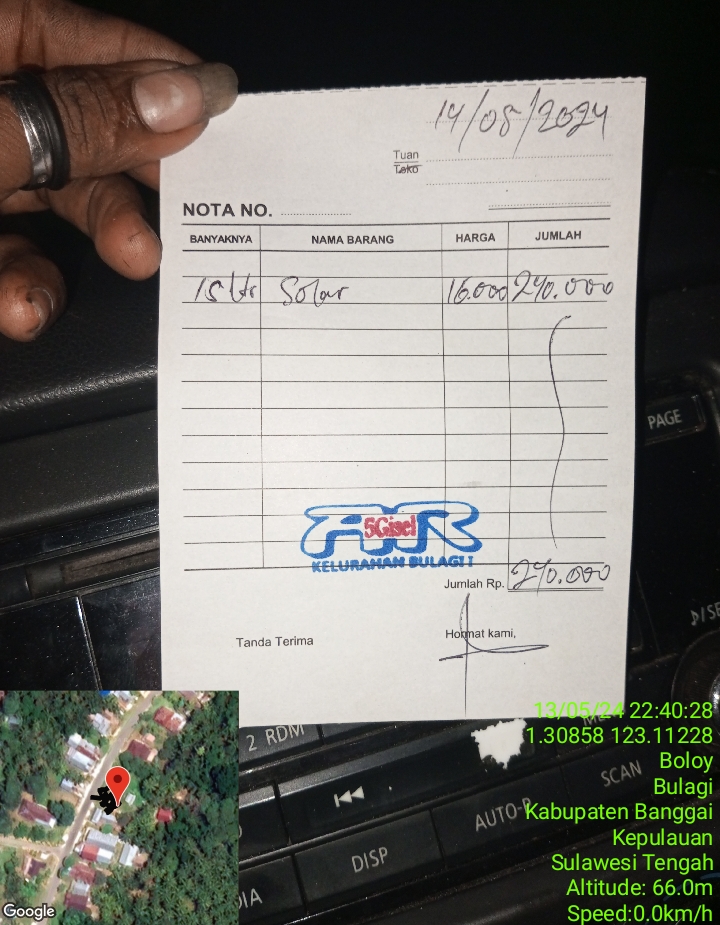 14/05/2024
Tuan
Toko
NOTA NO.
BANYAKNYA NAMA BARANG HARGA JUMLAH
15 ltr Solar 16.000 240.000
AR
5Gisel
KELURAHAN BULAGI I
Jumlah Rp. 240.000
Tanda Terima Hormat kami,
PAGE
2 RDM
SCAN
AUTO-P
DISP
13/05/24 22:40:28
1.30858 123.11228
Boloy
Bulagi
Kabupaten Banggai
Kepulauan
Sulawesi Tengah
Altitude: 66.0m
Speed:0.0km/h
Google